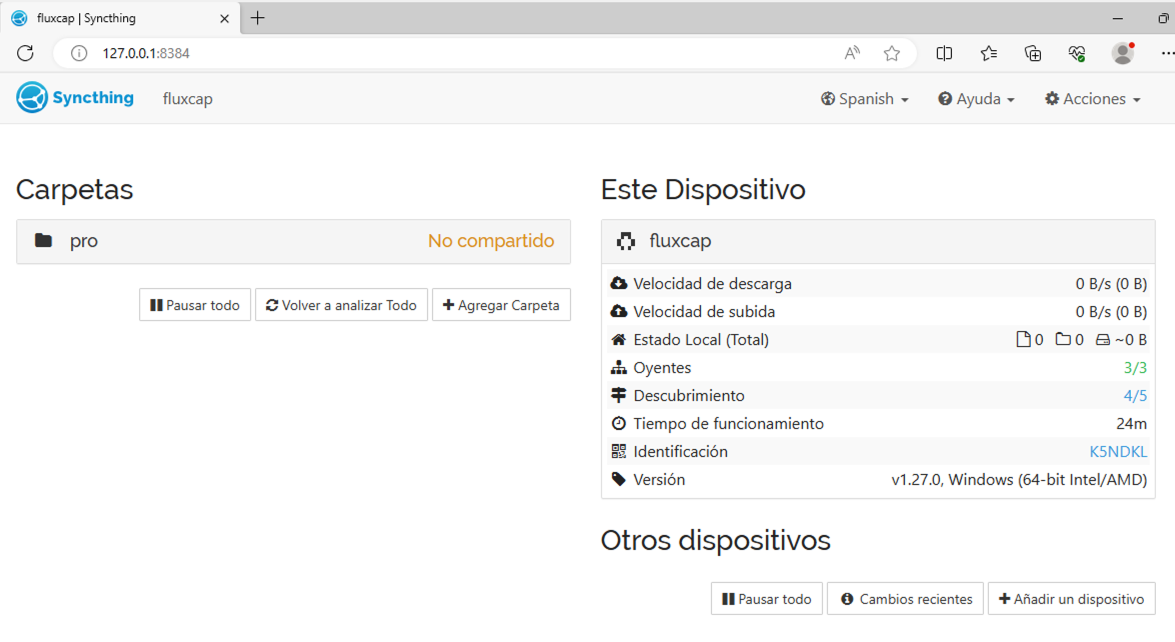 fluxcap | Syncthing
127.0.0.1:8384
Syncthing fluxcap Spanish Ayuda Acciones
Carpetas
pro No compartido
Pausar todo Volver a analizar Todo Agregar Carpeta
Este Dispositivo
fluxcap
Velocidad de descarga 0 B/s (0 B)
Velocidad de subida 0 B/s (0 B)
Estado Local (Total) 0 0 ~0 B
Oyentes 3/3
Descubrimiento 4/5
Tiempo de funcionamiento 24m
Identificación K5NDKL
Versión v1.27.0, Windows (64-bit Intel/AMD)
Otros dispositivos
Pausar todo Cambios recientes Añadir un dispositivo